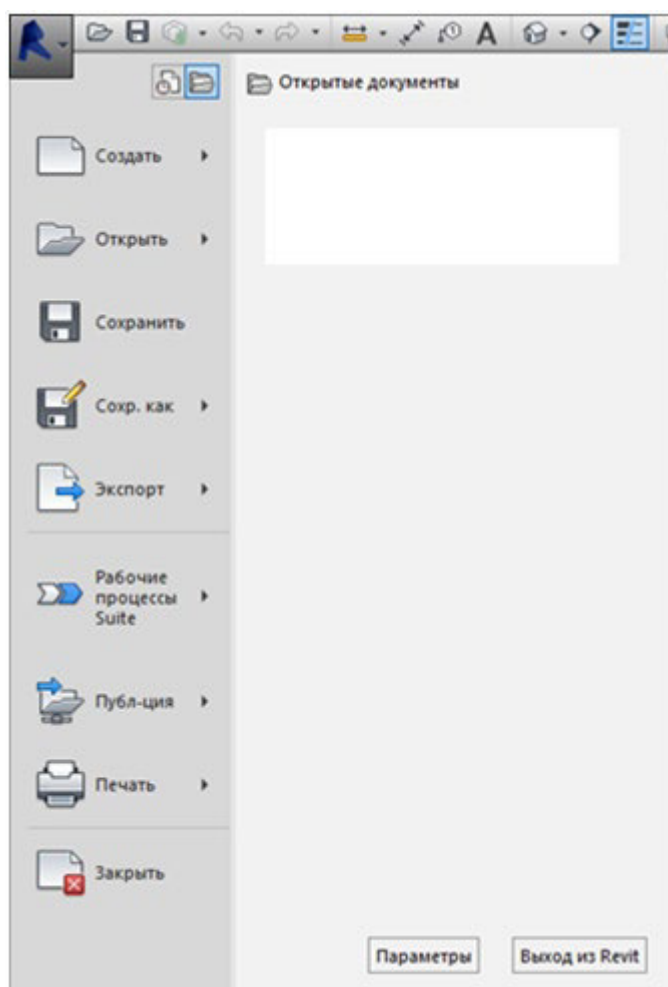 Открытые документы
Создать
Открыть
Сохранить
Сохр. как
Экспорт
Рабочие
процессы
Suite
Публ-ция
Печать
Закрыть
Параметры
Выход из Revit